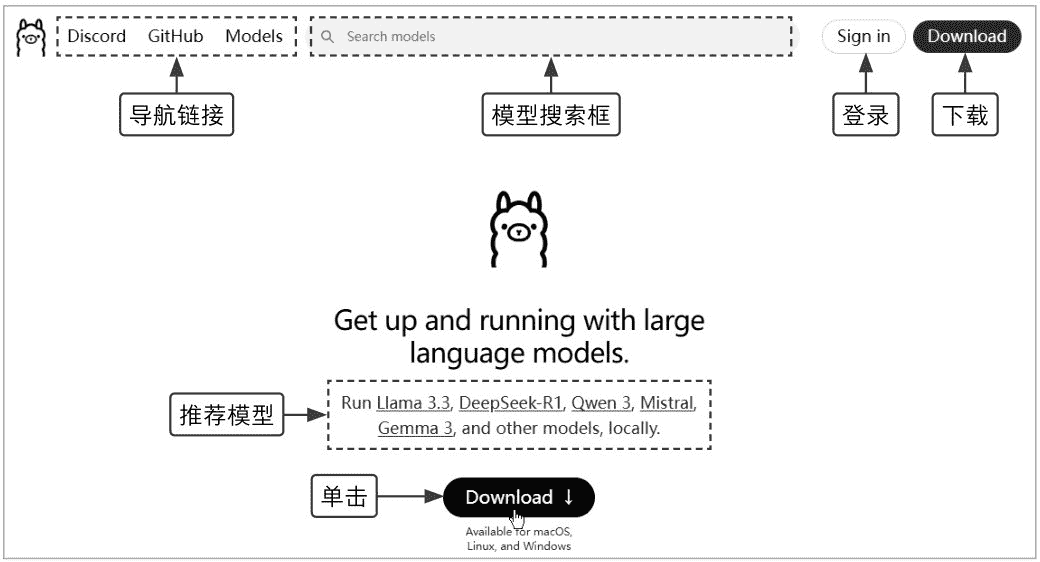 Discord GitHub Models Search models Sign in Download
导航链接 模型搜索框 登录 下载
Get up and running with large
language models.
推荐模型
Run Llama 3.3, DeepSeek-R1, Qwen 3, Mistral,
Gemma 3, and other models, locally.
单击
Download ↓
Available for macOS,
Linux, and Windows